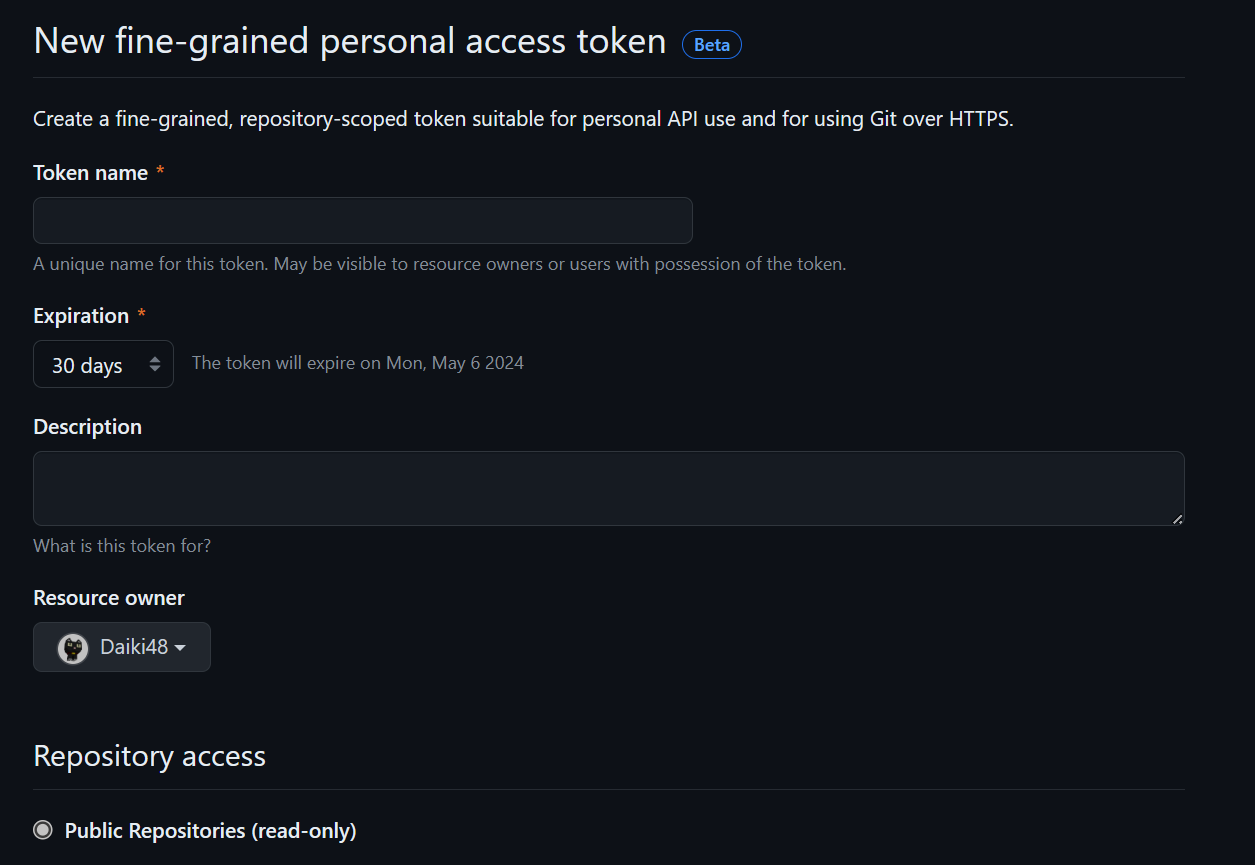 New fine-grained personal access token Beta
Create a fine-grained, repository-scoped token suitable for personal API use and for using Git over HTTPS.
Token name *
A unique name for this token. May be visible to resource owners or users with possession of the token.
Expiration *
30 days The token will expire on Mon, May 6 2024
Description
What is this token for?
Resource owner
Daiki48
Repository access
Public Repositories (read-only)